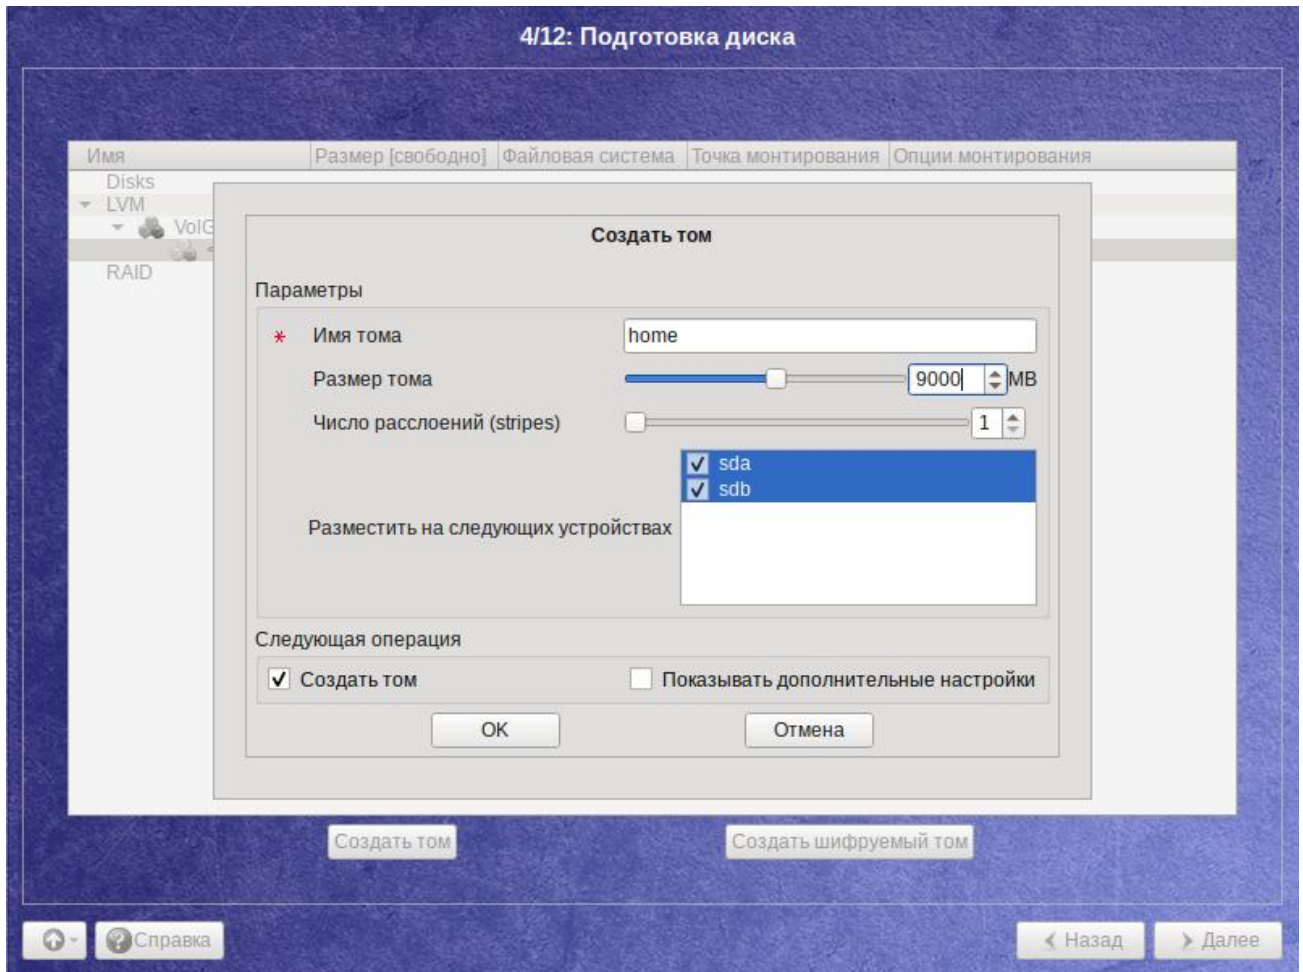 4/12: Подготовка диска
Имя Размер [свободно] Файловая система Точка монтирования Опции монтирования
Disks
LVM
VolG
RAID
Создать том
Параметры
* Имя тома home
Размер тома 9000 MB
Число расслоений (stripes) 1
sda
sdb
Разместить на следующих устройствах
Следующая операция
Создать том Показывать дополнительные настройки
OK Отмена
Создать том Создать шифруемый том
Справка Назад Далее